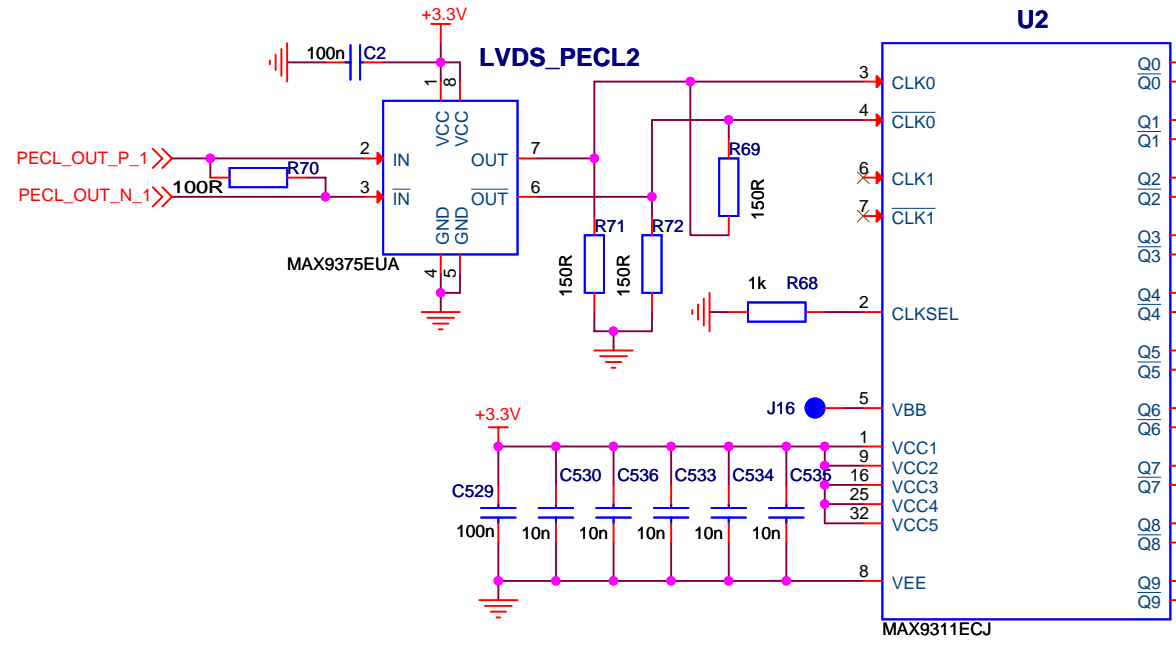 +3.3V
U2
100n
C2
LVDS_PECL2
1
8
VCC
VCC
3
CLK0
Q0
Q0
4
CLK0
Q1
Q1
PECL_OUT_P_1
2
IN
OUT
7
R69
150R
R70
100R
6
CLK1
Q2
Q2
PECL_OUT_N_1
3
IN
OUT
6
7
CLK1
GND
GND
R71
150R
R72
150R
Q3
Q3
MAX9375EUA
4
5
1k
R68
2
CLKSEL
Q4
Q4
Q5
Q5
J16
5
VBB
Q6
Q6
+3.3V
1
VCC1
9
VCC2
16
VCC3
25
VCC4
32
VCC5
Q7
Q7
C529
C530
C536
C533
C534
C535
100n
10n
10n
10n
10n
10n
Q8
Q8
8
VEE
Q9
Q9
MAX9311ECJ